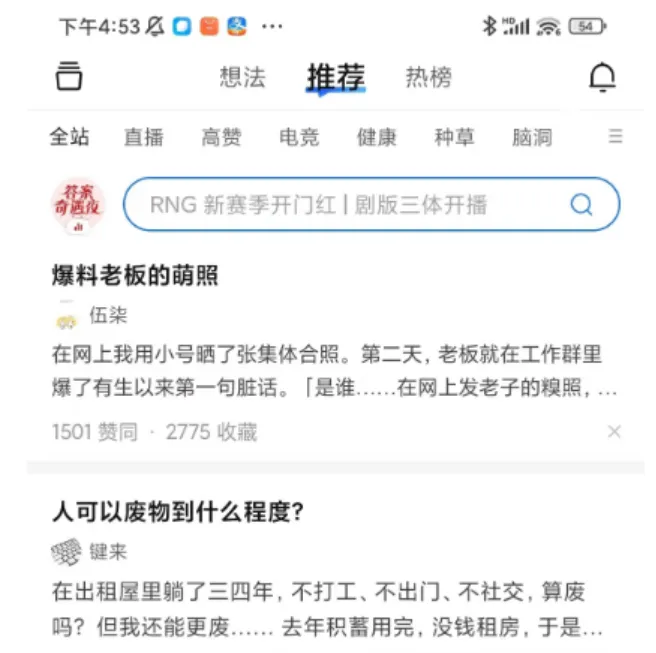 下午4:53
HD
54
想法 推荐 热榜
全站 直播 高赞 电竞 健康 种草 脑洞
答案
奇遇夜
RNG 新赛季开门红 | 剧版三体开播
爆料老板的萌照
伍柒
在网上我用小号晒了张集体合照。第二天，老板就在工作群里
爆了有生以来第一句脏话。「是谁……在网上发老子的糗照，...
1501 赞同 · 2775 收藏
人可以废物到什么程度？
键来
在出租屋里躺了三四年，不打工、不出门、不社交，算废
吗？但我还能更废…… 去年积蓄用完，没钱租房，于是...